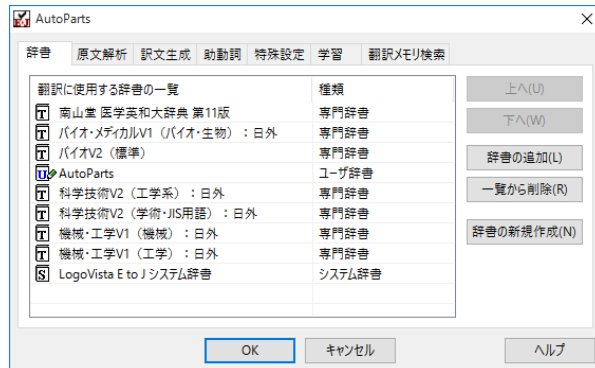 AutoParts
辞書 原文解析 訳文生成 助動詞 特殊設定 学習 翻訳メモリ検索
翻訳に使用する辞書の一覧 種類
T 南山堂 医学英和大辞典 第11版 専門辞書
T バイオ・メディカルV1（バイオ・生物）：日外 専門辞書
T バイオV2（標準） 専門辞書
U AutoParts ユーザ辞書
T 科学技術V2（工学系）：日外 専門辞書
T 科学技術V2（学術・JIS用語）：日外 専門辞書
T 機械・工学V1（機械）：日外 専門辞書
T 機械・工学V1（工学）：日外 専門辞書
S LogoVista E to J システム辞書 システム辞書
上へ(U)
下へ(W)
辞書の追加(L)
一覧から削除(R)
辞書の新規作成(N)
OK キャンセル ヘルプ